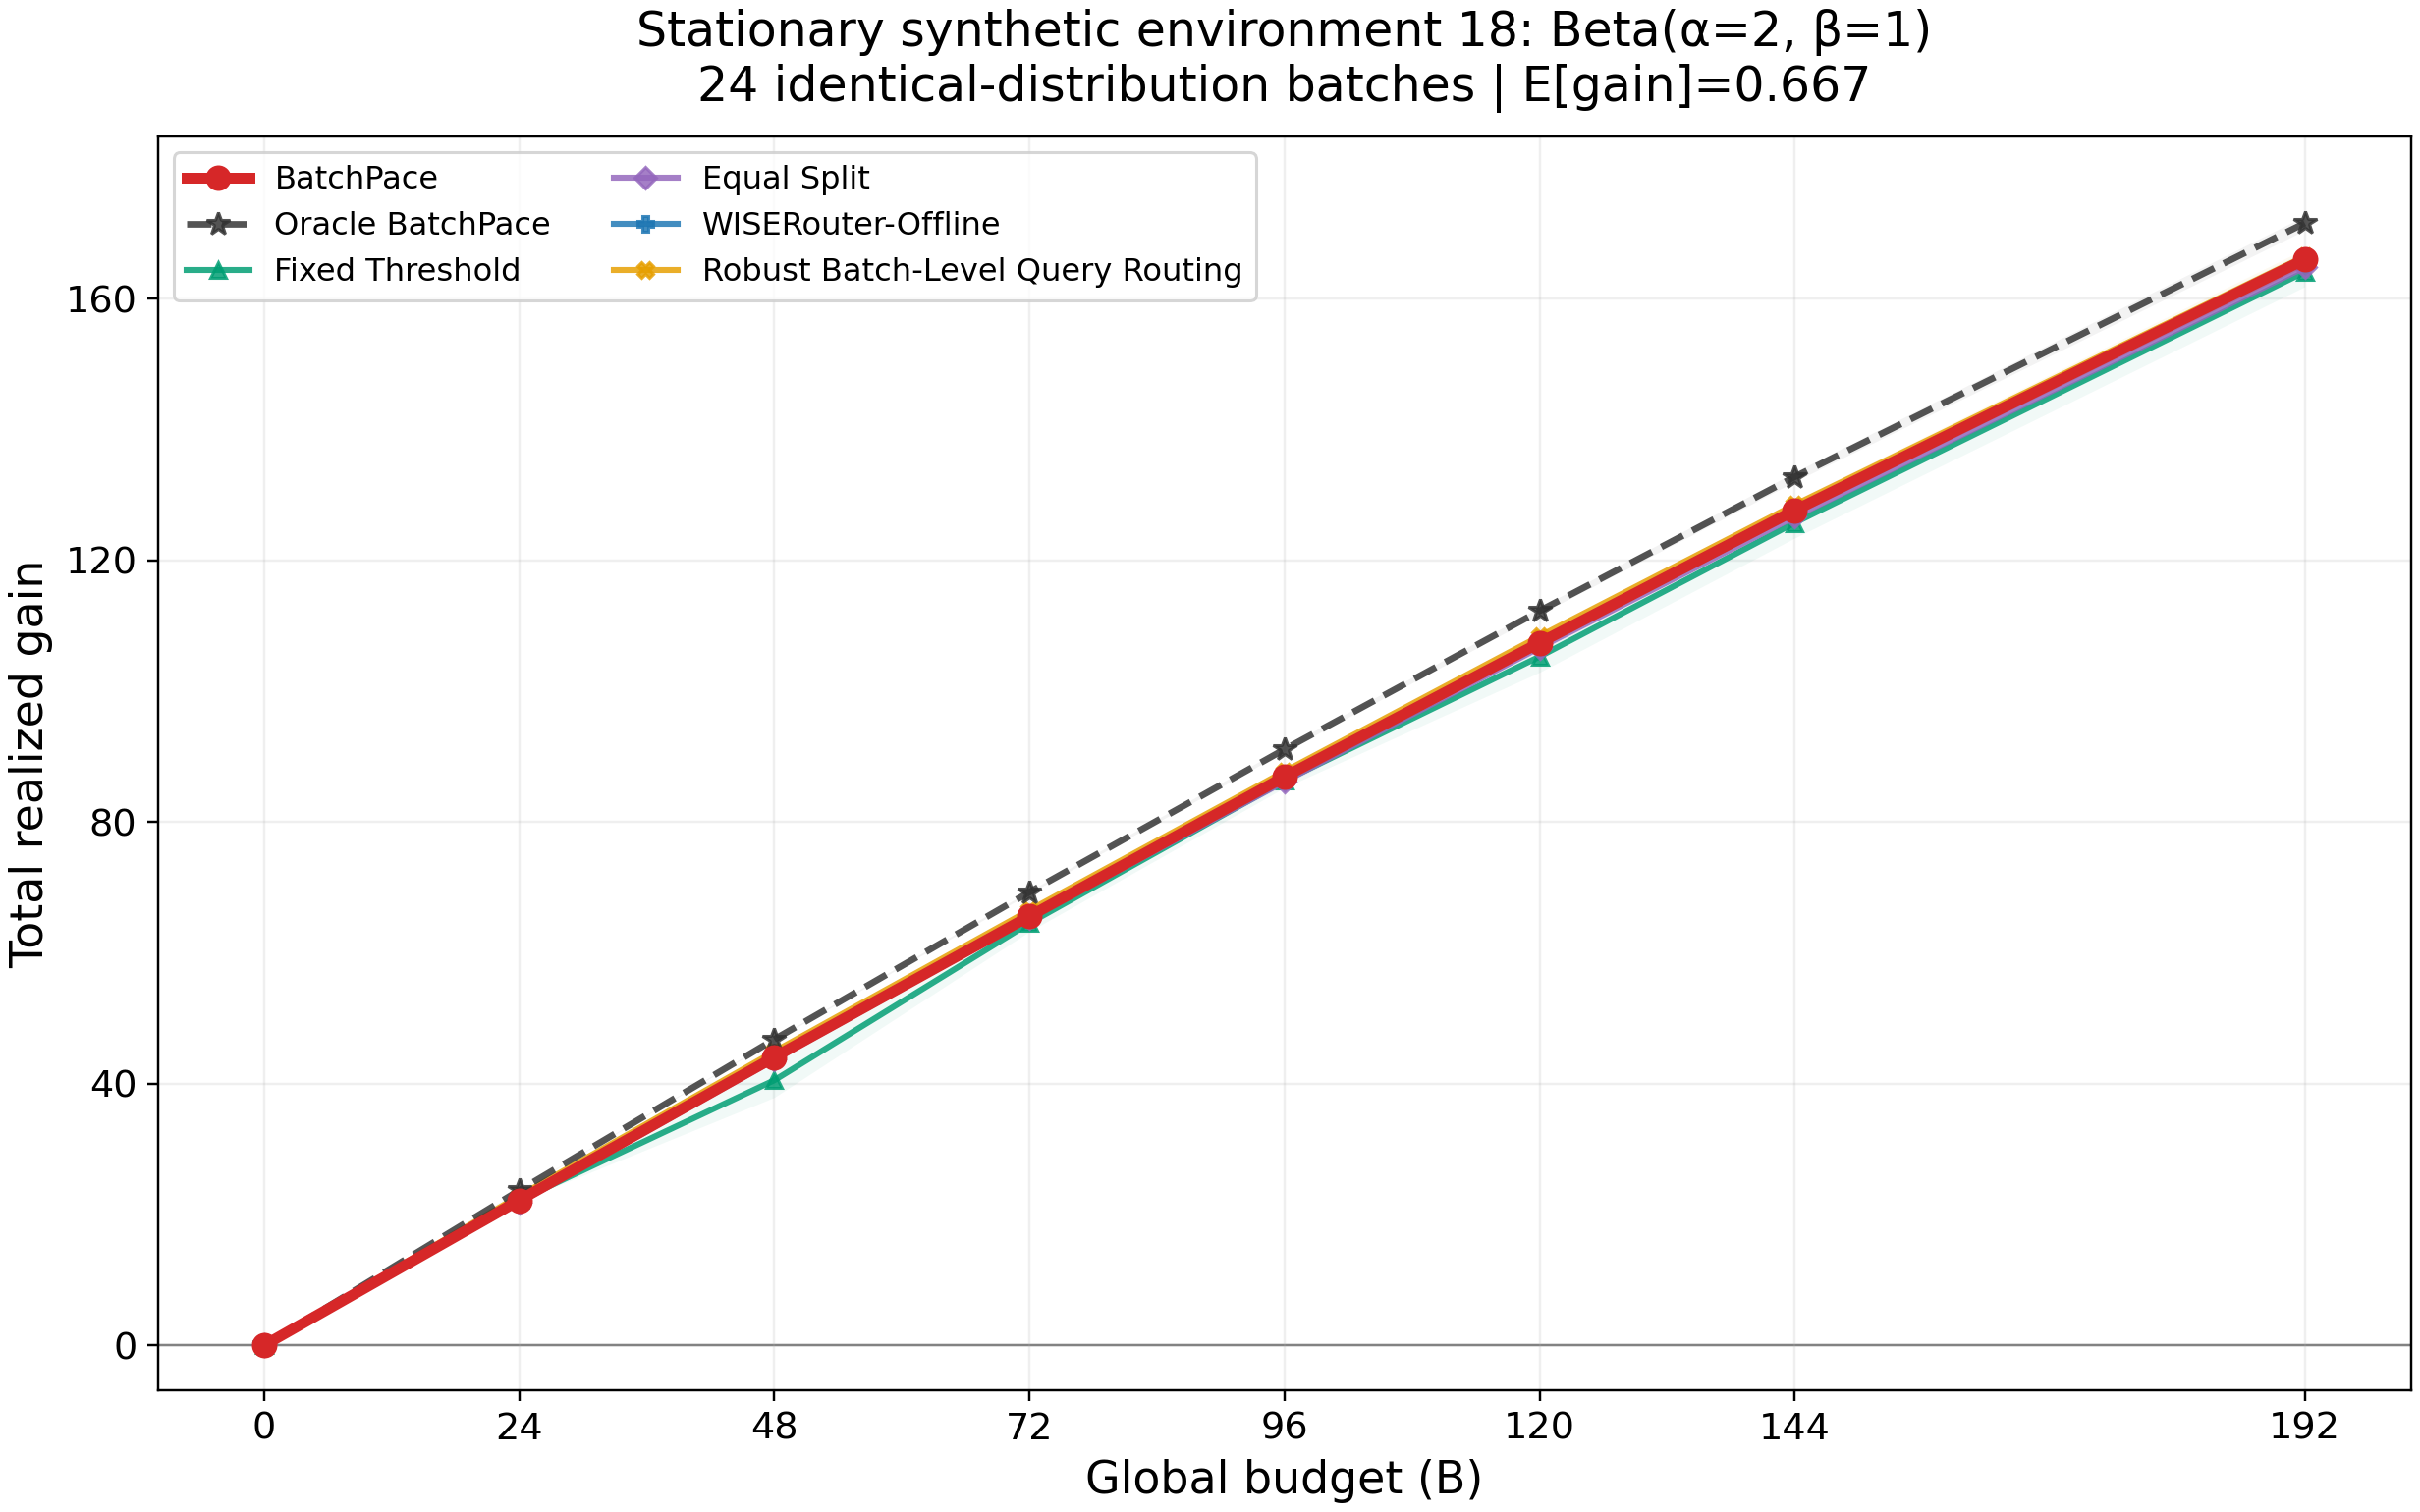 Stationary synthetic environment 18: Beta(α=2, β=1)
24 identical-distribution batches | E[gain]=0.667
BatchPace
Oracle BatchPace
Fixed Threshold
Equal Split
WISERouter-Offline
Robust Batch-Level Query Routing
Total realized gain
160
120
80
40
0
0 24 48 72 96 120 144 192
Global budget (B)